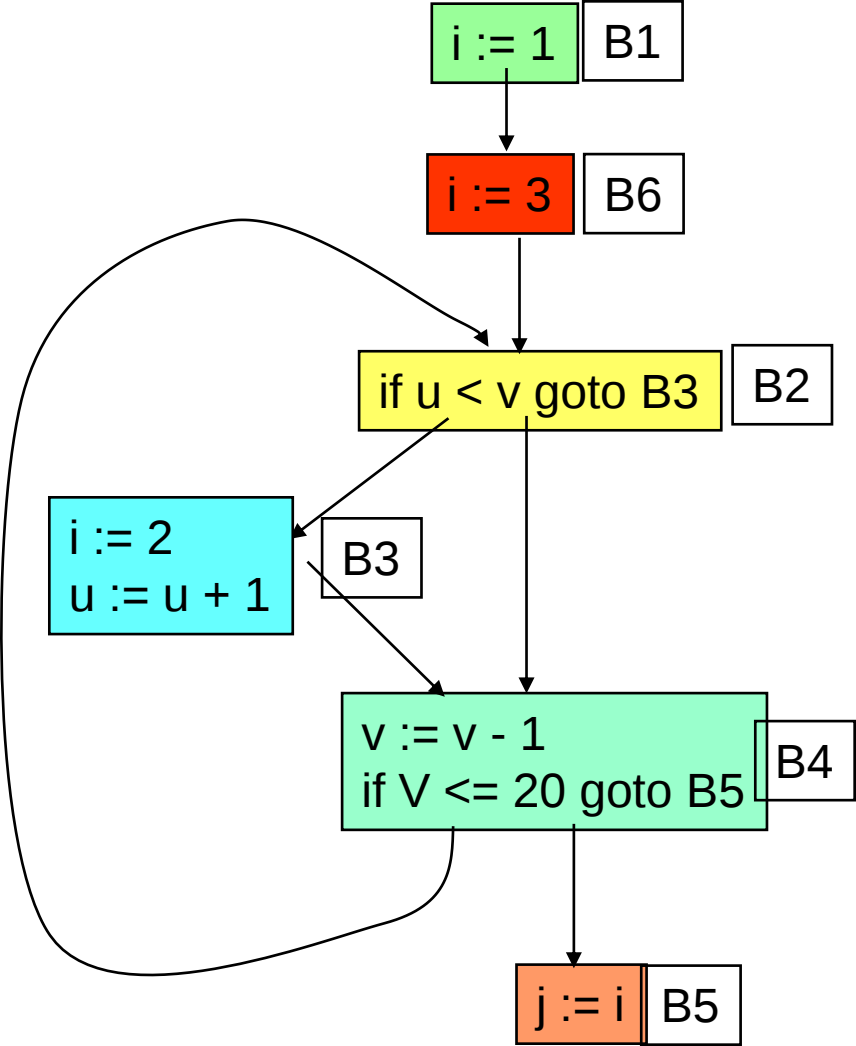 i := 1
B1
i := 3
B6
if u < v goto B3
B2
i := 2
u := u + 1
B3
v := v - 1
if V <= 20 goto B5
B4
j := i
B5